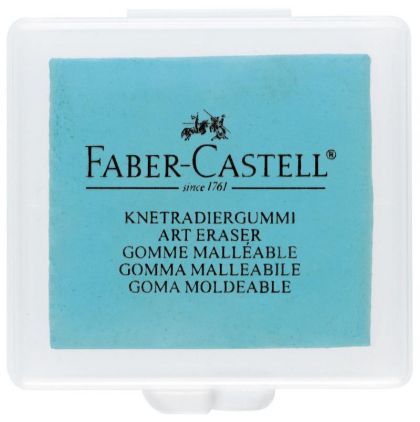 FABER-CASTELL®
since 1761
KNETRADIERGUMMI
ART ERASER
GOMME MALLÉABLE
GOMMA MALLEABILE
GOMA MOLDEABLE